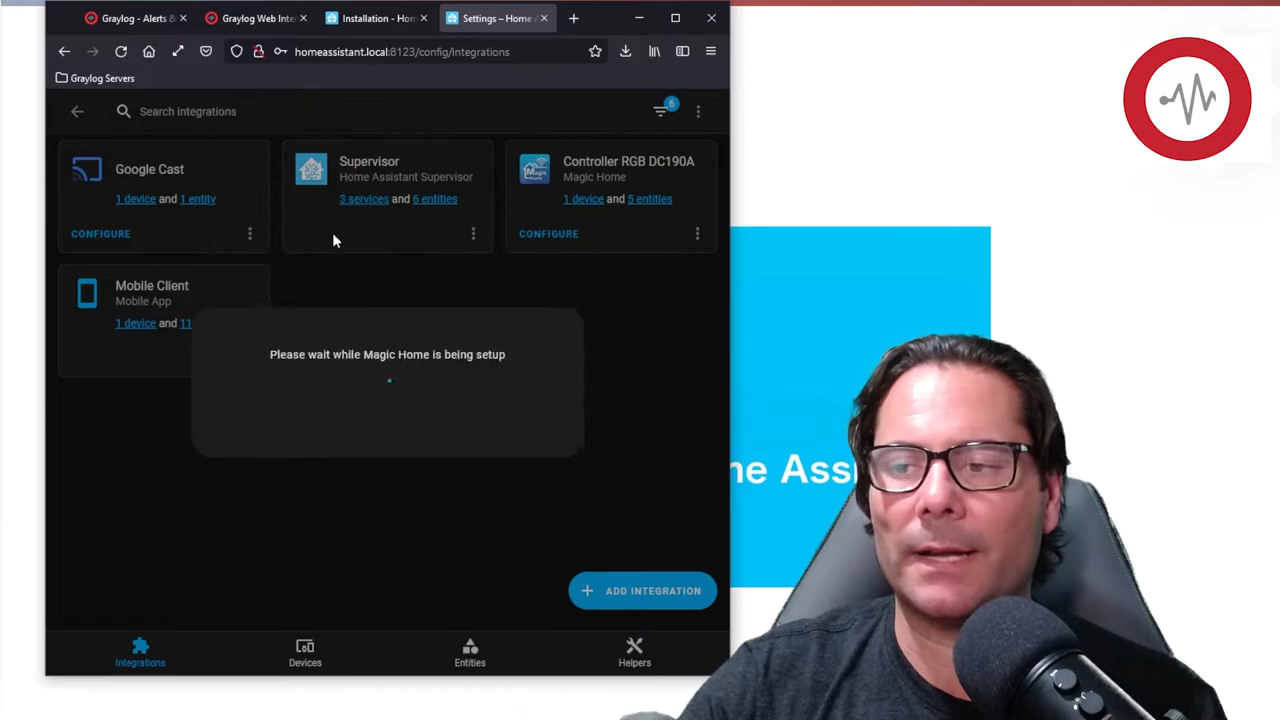 Graylog - Alerts &
Graylog Web Inter
Installation - Hom
Settings – Home A
homeassistant.local:8123/config/integrations
Graylog Servers
Search integrations
6
Google Cast
1 device and 1 entity
CONFIGURE
Supervisor
Home Assistant Supervisor
3 services and 6 entities
Controller RGB DC190A
Magic Home
1 device and 5 entities
CONFIGURE
Mobile Client
Mobile App
1 device and 11
Please wait while Magic Home is being setup
ADD INTEGRATION
Integrations
Devices
Entities
Helpers
me Assi